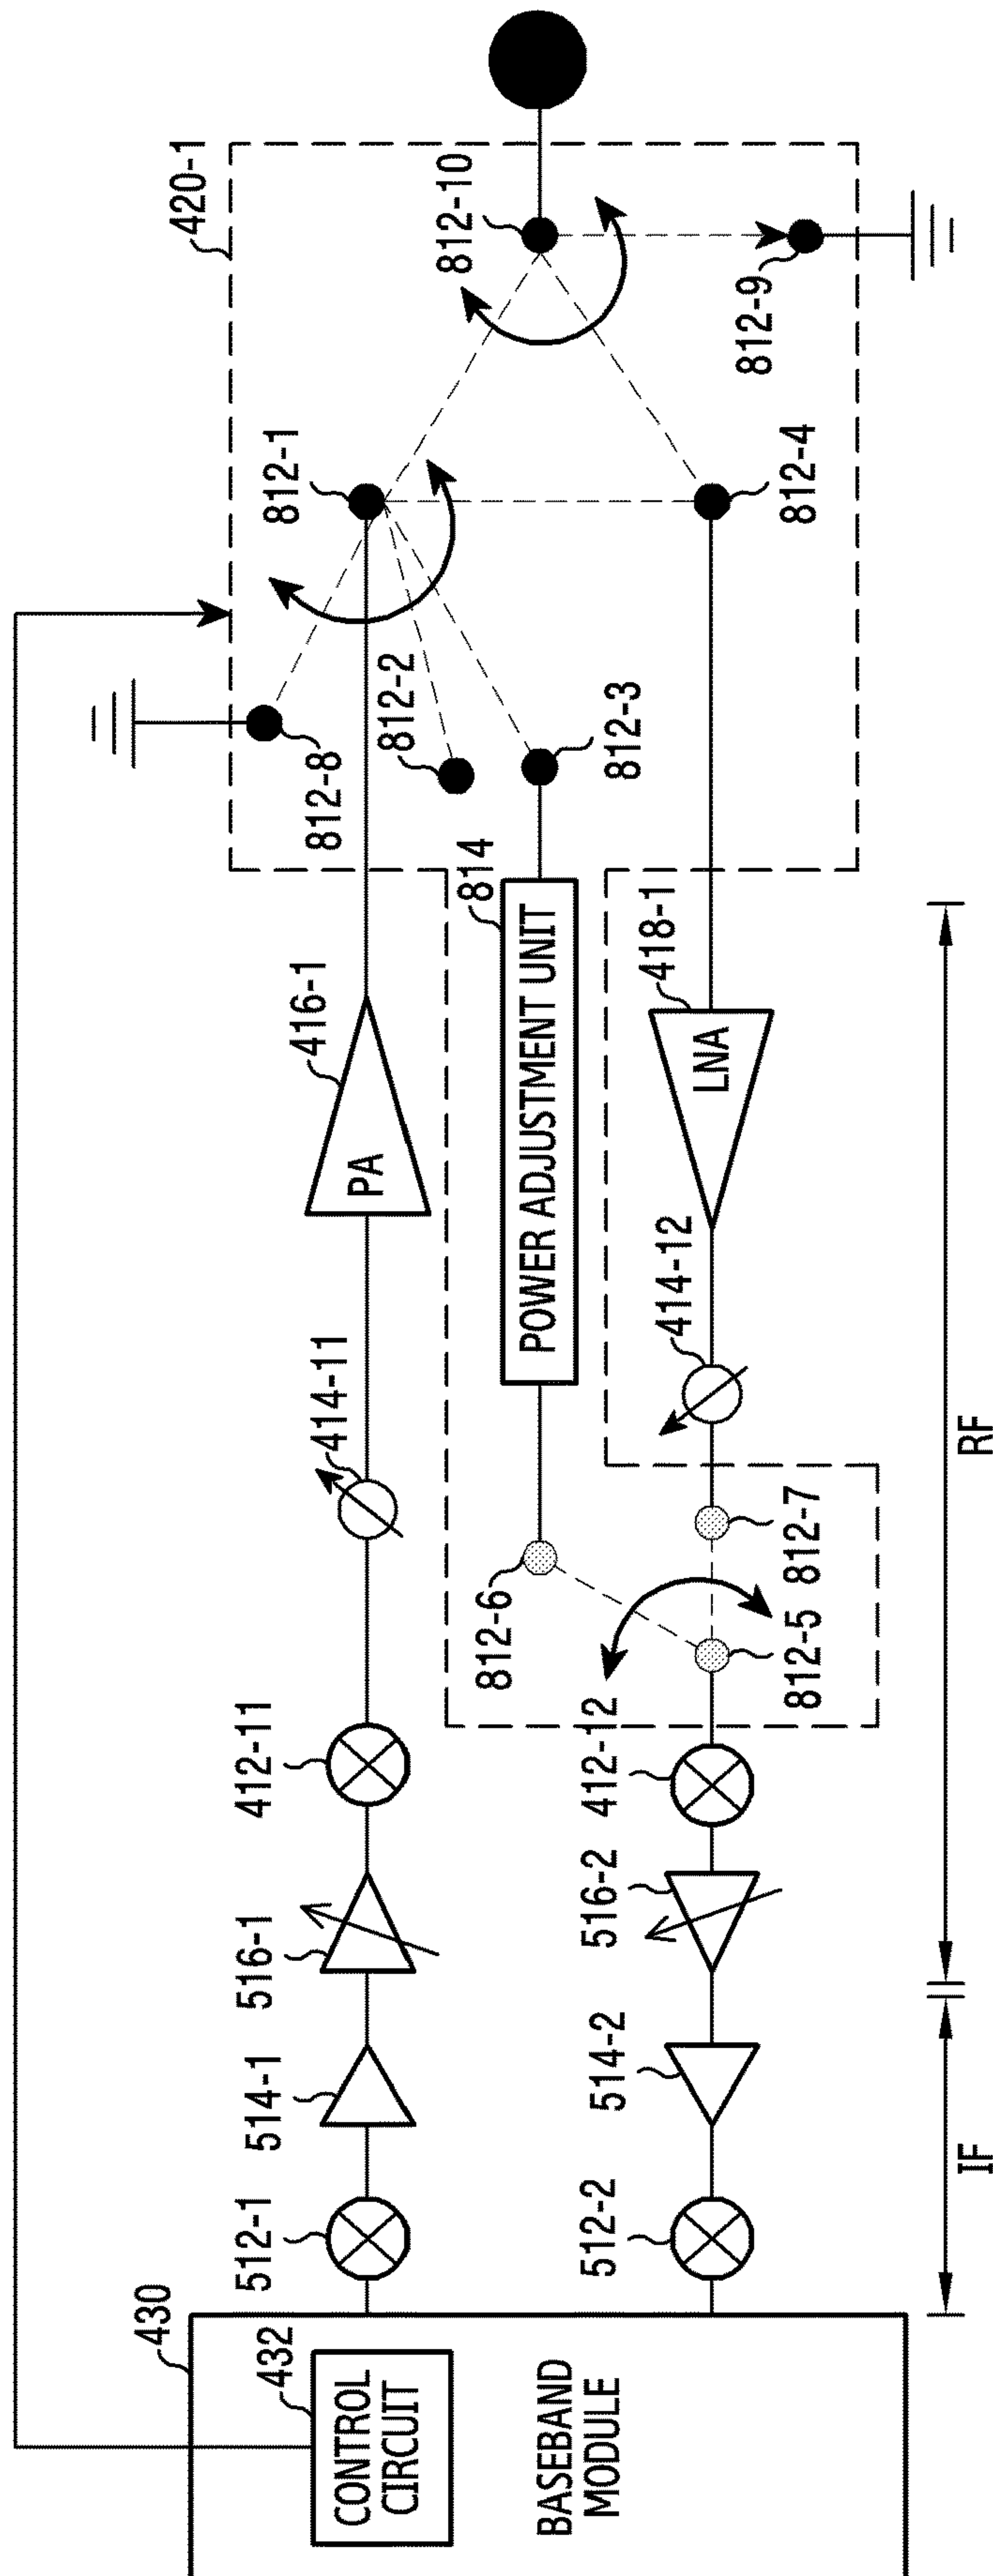 430
432
CONTROL
CIRCUIT
BASEBAND
MODULE
512-1
514-1
516-1
412-11
414-11
416-1
PA
420-1
812-8
812-1
812-2
812-3
812-10
812-9
812-4
814
POWER ADJUSTMENT UNIT
812-6
812-5
812-7
512-2
514-2
516-2
412-12
414-12
418-1
LNA
IF
RF